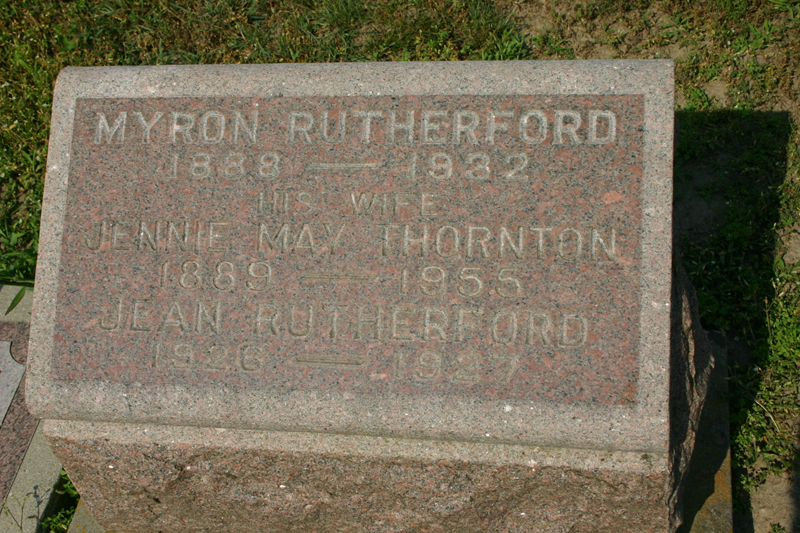 MYRON RUTHERFORD
1888 — 1932
HIS WIFE
JENNIE MAY THORNTON
1889 — 1955
JEAN RUTHERFORD
1926 — 1927